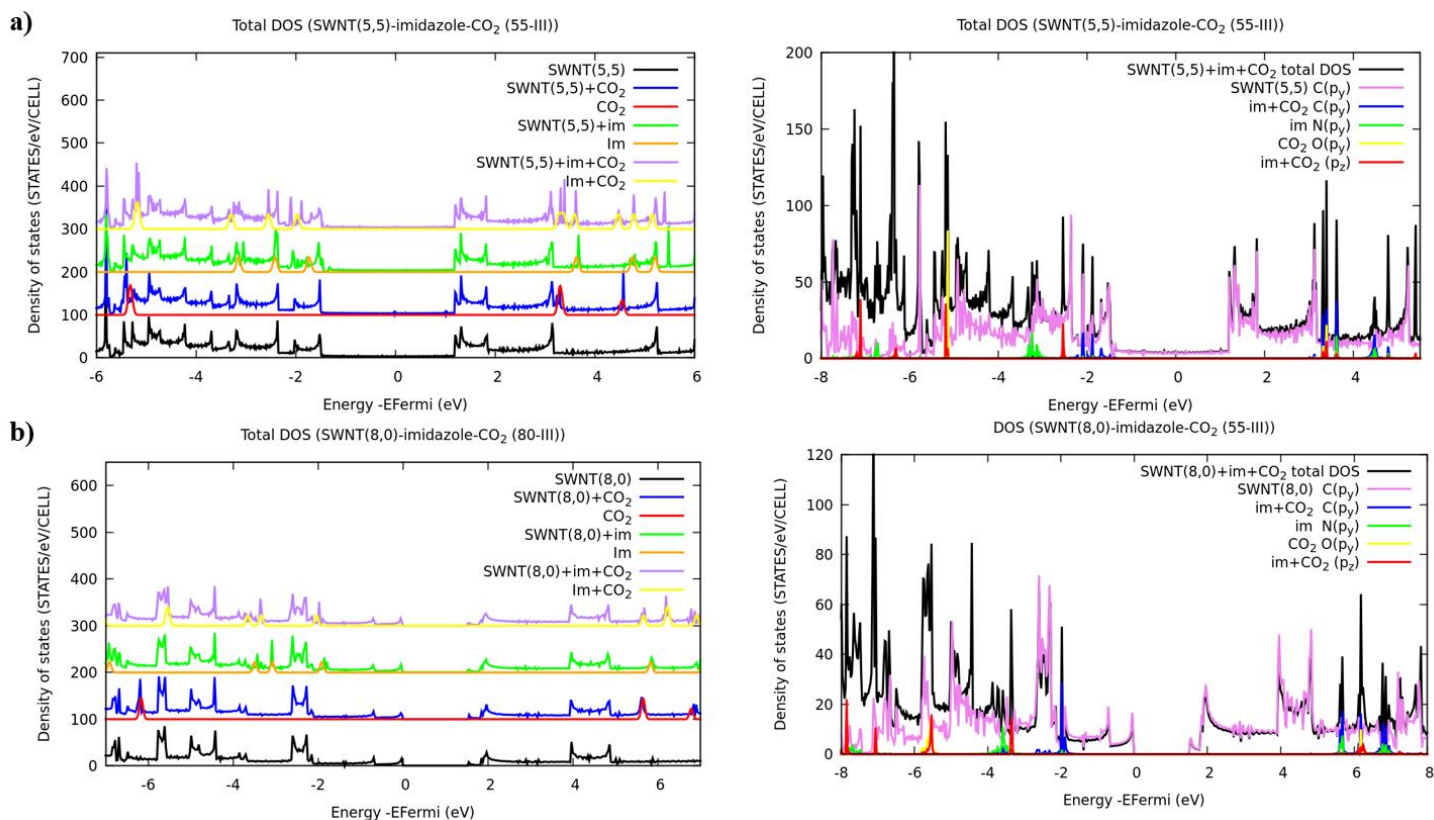 a)
Total DOS (SWNT(5,5)-imidazole-CO₂ (55-III))
Density of states (STATES/eV/CELL)
700
600
500
400
300
200
100
0
SWNT(5,5)
SWNT(5,5)+CO₂
CO₂
SWNT(5,5)+im
Im
SWNT(5,5)+im+CO₂
Im+CO₂
-6 -4 -2 0 2 4 6
Energy -EFermi (eV)
Total DOS (SWNT(5,5)-imidazole-CO₂ (55-III))
Density of states (STATES/eV/CELL)
200
150
100
50
0
SWNT(5,5)+im+CO₂ total DOS
SWNT(5,5) C(pᵧ)
im+CO₂ C(pᵧ)
im N(pᵧ)
CO₂ O(pᵧ)
im+CO₂ (p_z)
-8 -6 -4 -2 0 2 4
Energy -EFermi (eV)
b)
Total DOS (SWNT(8,0)-imidazole-CO₂ (80-III))
Density of states (STATES/eV/CELL)
600
500
400
300
200
100
0
SWNT(8,0)
SWNT(8,0)+CO₂
CO₂
SWNT(8,0)+im
Im
SWNT(8,0)+im+CO₂
Im+CO₂
-6 -4 -2 0 2 4 6
Energy -EFermi (eV)
DOS (SWNT(8,0)-imidazole-CO₂ (55-III))
Density of states (STATES/eV/CELL)
120
100
80
60
40
20
0
SWNT(8,0)+im+CO₂ total DOS
SWNT(8,0) C(pᵧ)
im+CO₂ C(pᵧ)
im N(pᵧ)
CO₂ O(pᵧ)
im+CO₂ (p_z)
-8 -6 -4 -2 0 2 4 6 8
Energy -EFermi (eV)